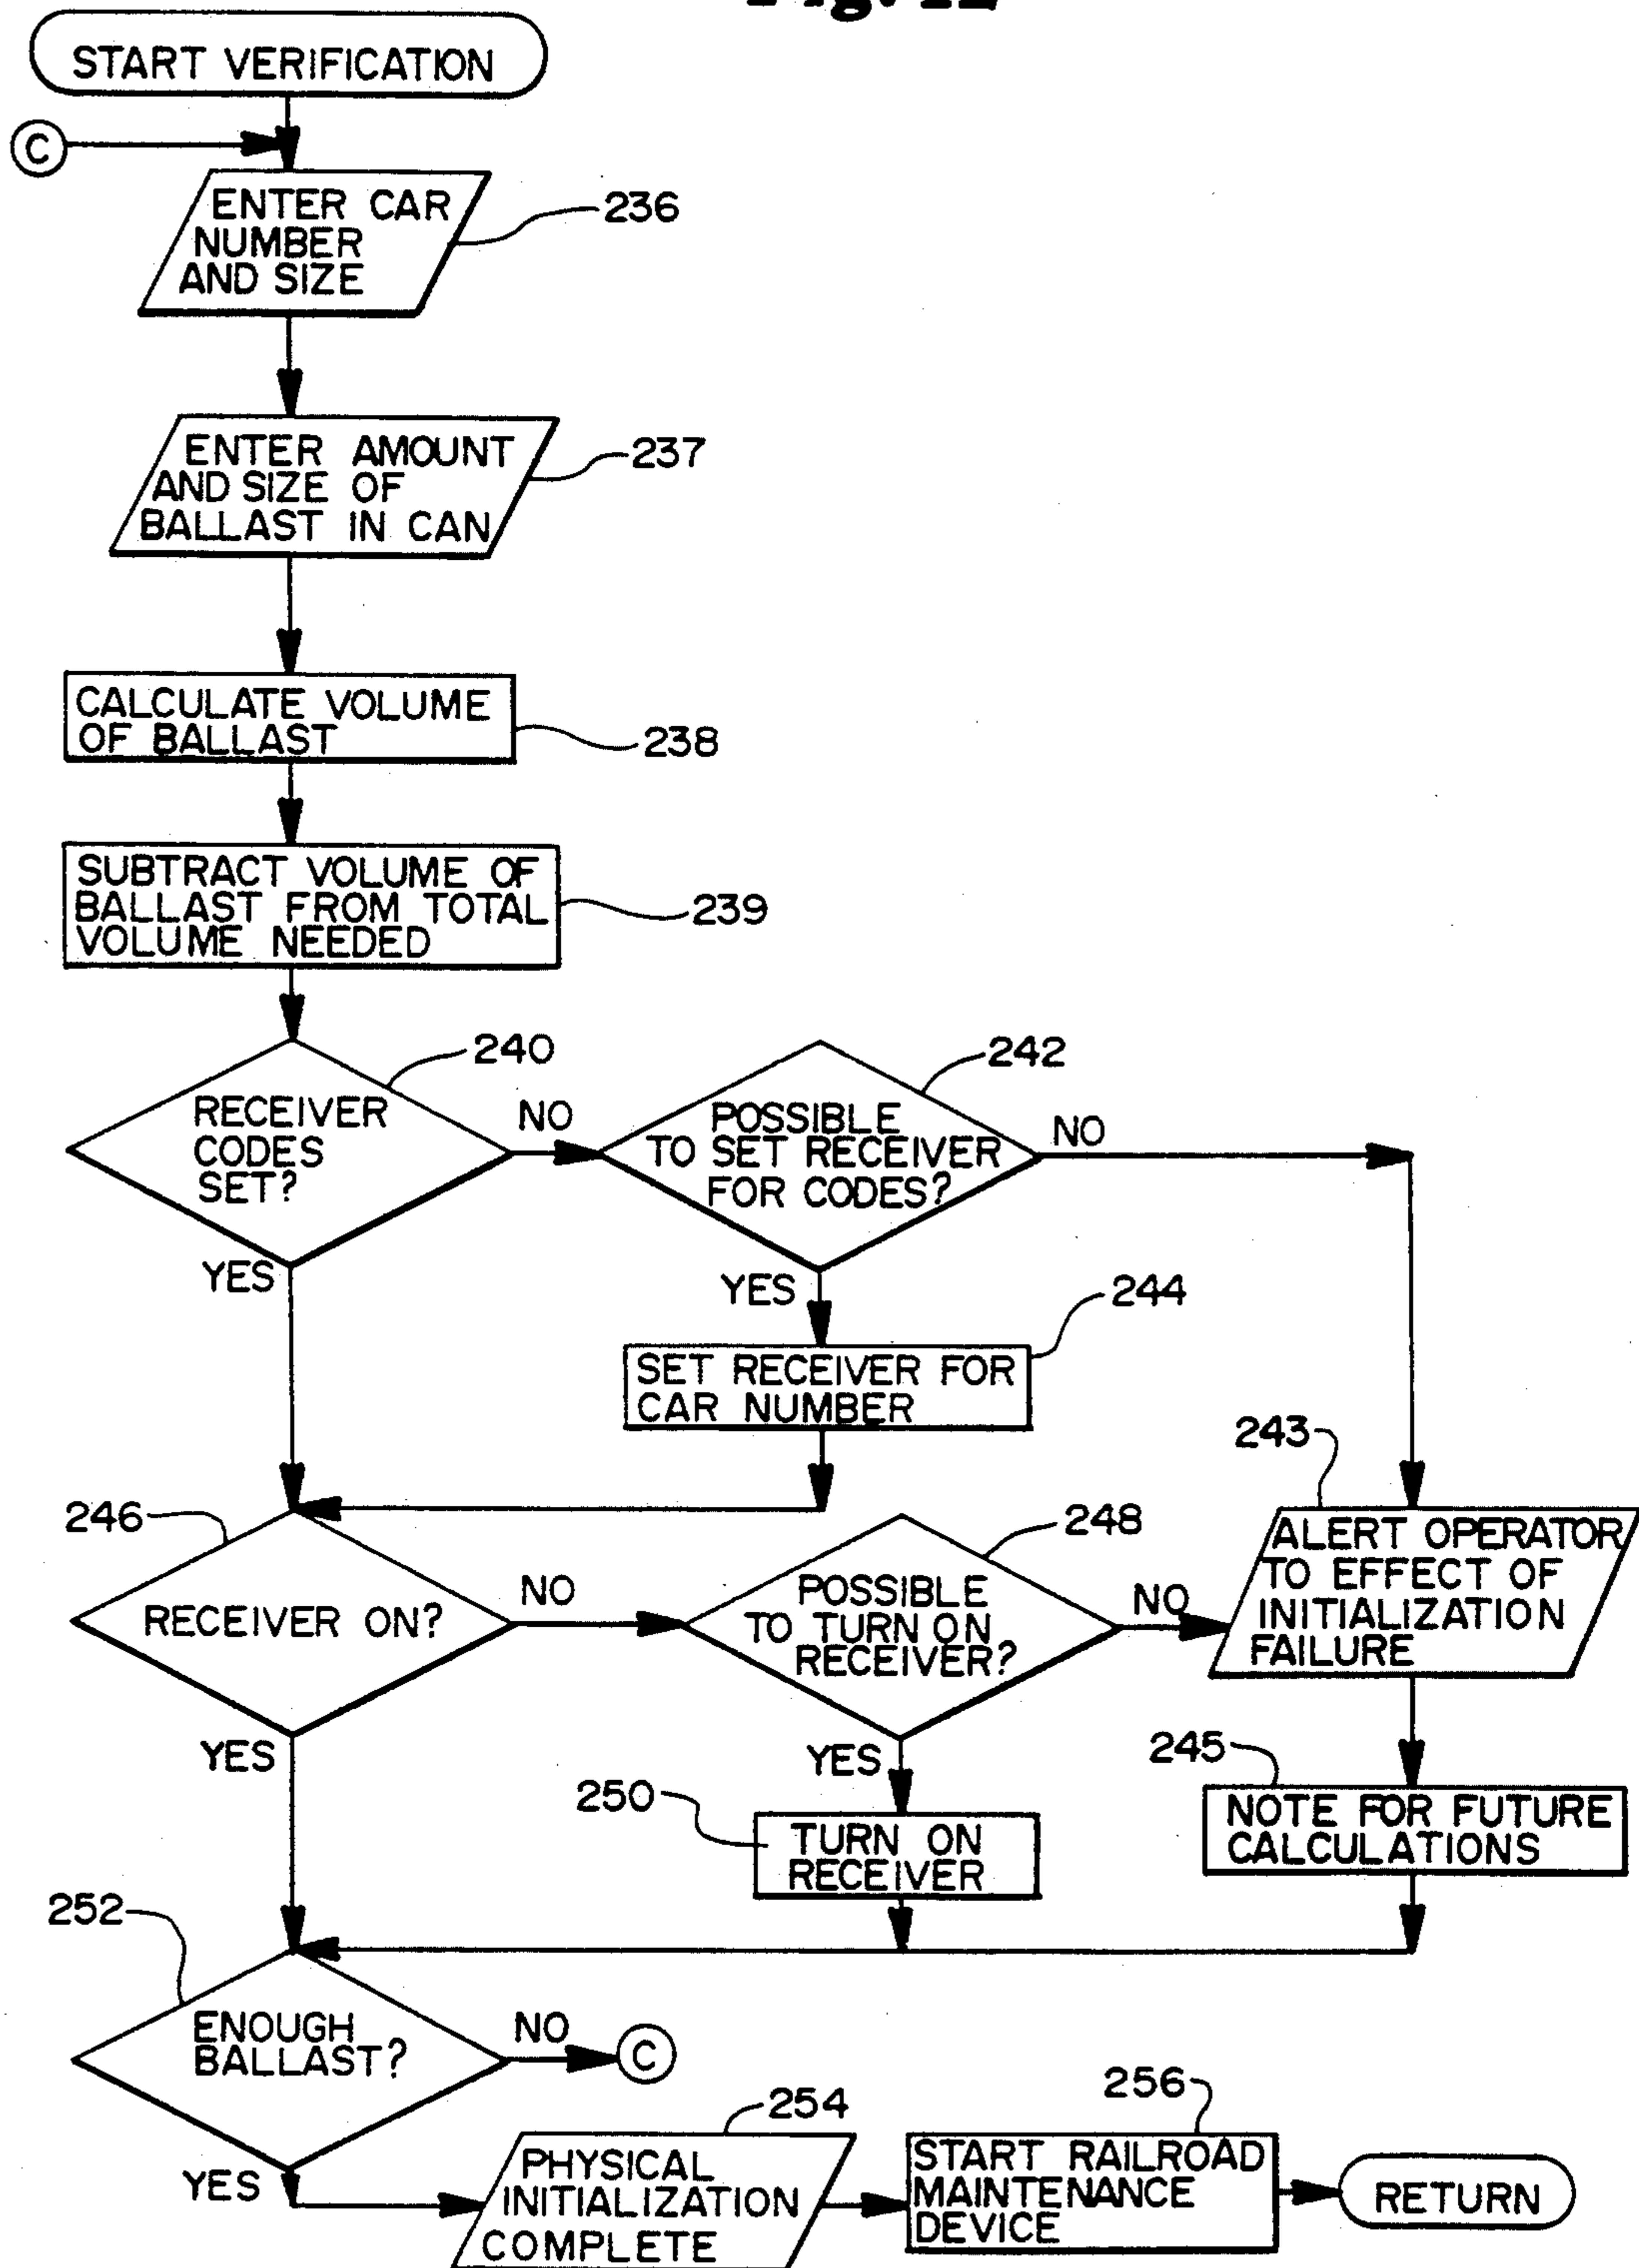 START VERIFICATION
C
ENTER CAR
NUMBER
AND SIZE
236
ENTER AMOUNT
AND SIZE OF
BALLAST IN CAN
237
CALCULATE VOLUME
OF BALLAST
238
SUBTRACT VOLUME OF
BALLAST FROM TOTAL
VOLUME NEEDED
239
240
RECEIVER
CODES
SET?
NO
YES
242
POSSIBLE
TO SET RECEIVER
FOR CODES?
NO
YES
244
SET RECEIVER FOR
CAR NUMBER
243
ALERT OPERATOR
TO EFFECT OF
INITIALIZATION
FAILURE
246
RECEIVER ON?
NO
YES
248
POSSIBLE
TO TURN ON
RECEIVER?
NO
YES
250
TURN ON
RECEIVER
245
NOTE FOR FUTURE
CALCULATIONS
252
ENOUGH
BALLAST?
NO
C
YES
254
PHYSICAL
INITIALIZATION
COMPLETE
256
START RAILROAD
MAINTENANCE
DEVICE
RETURN